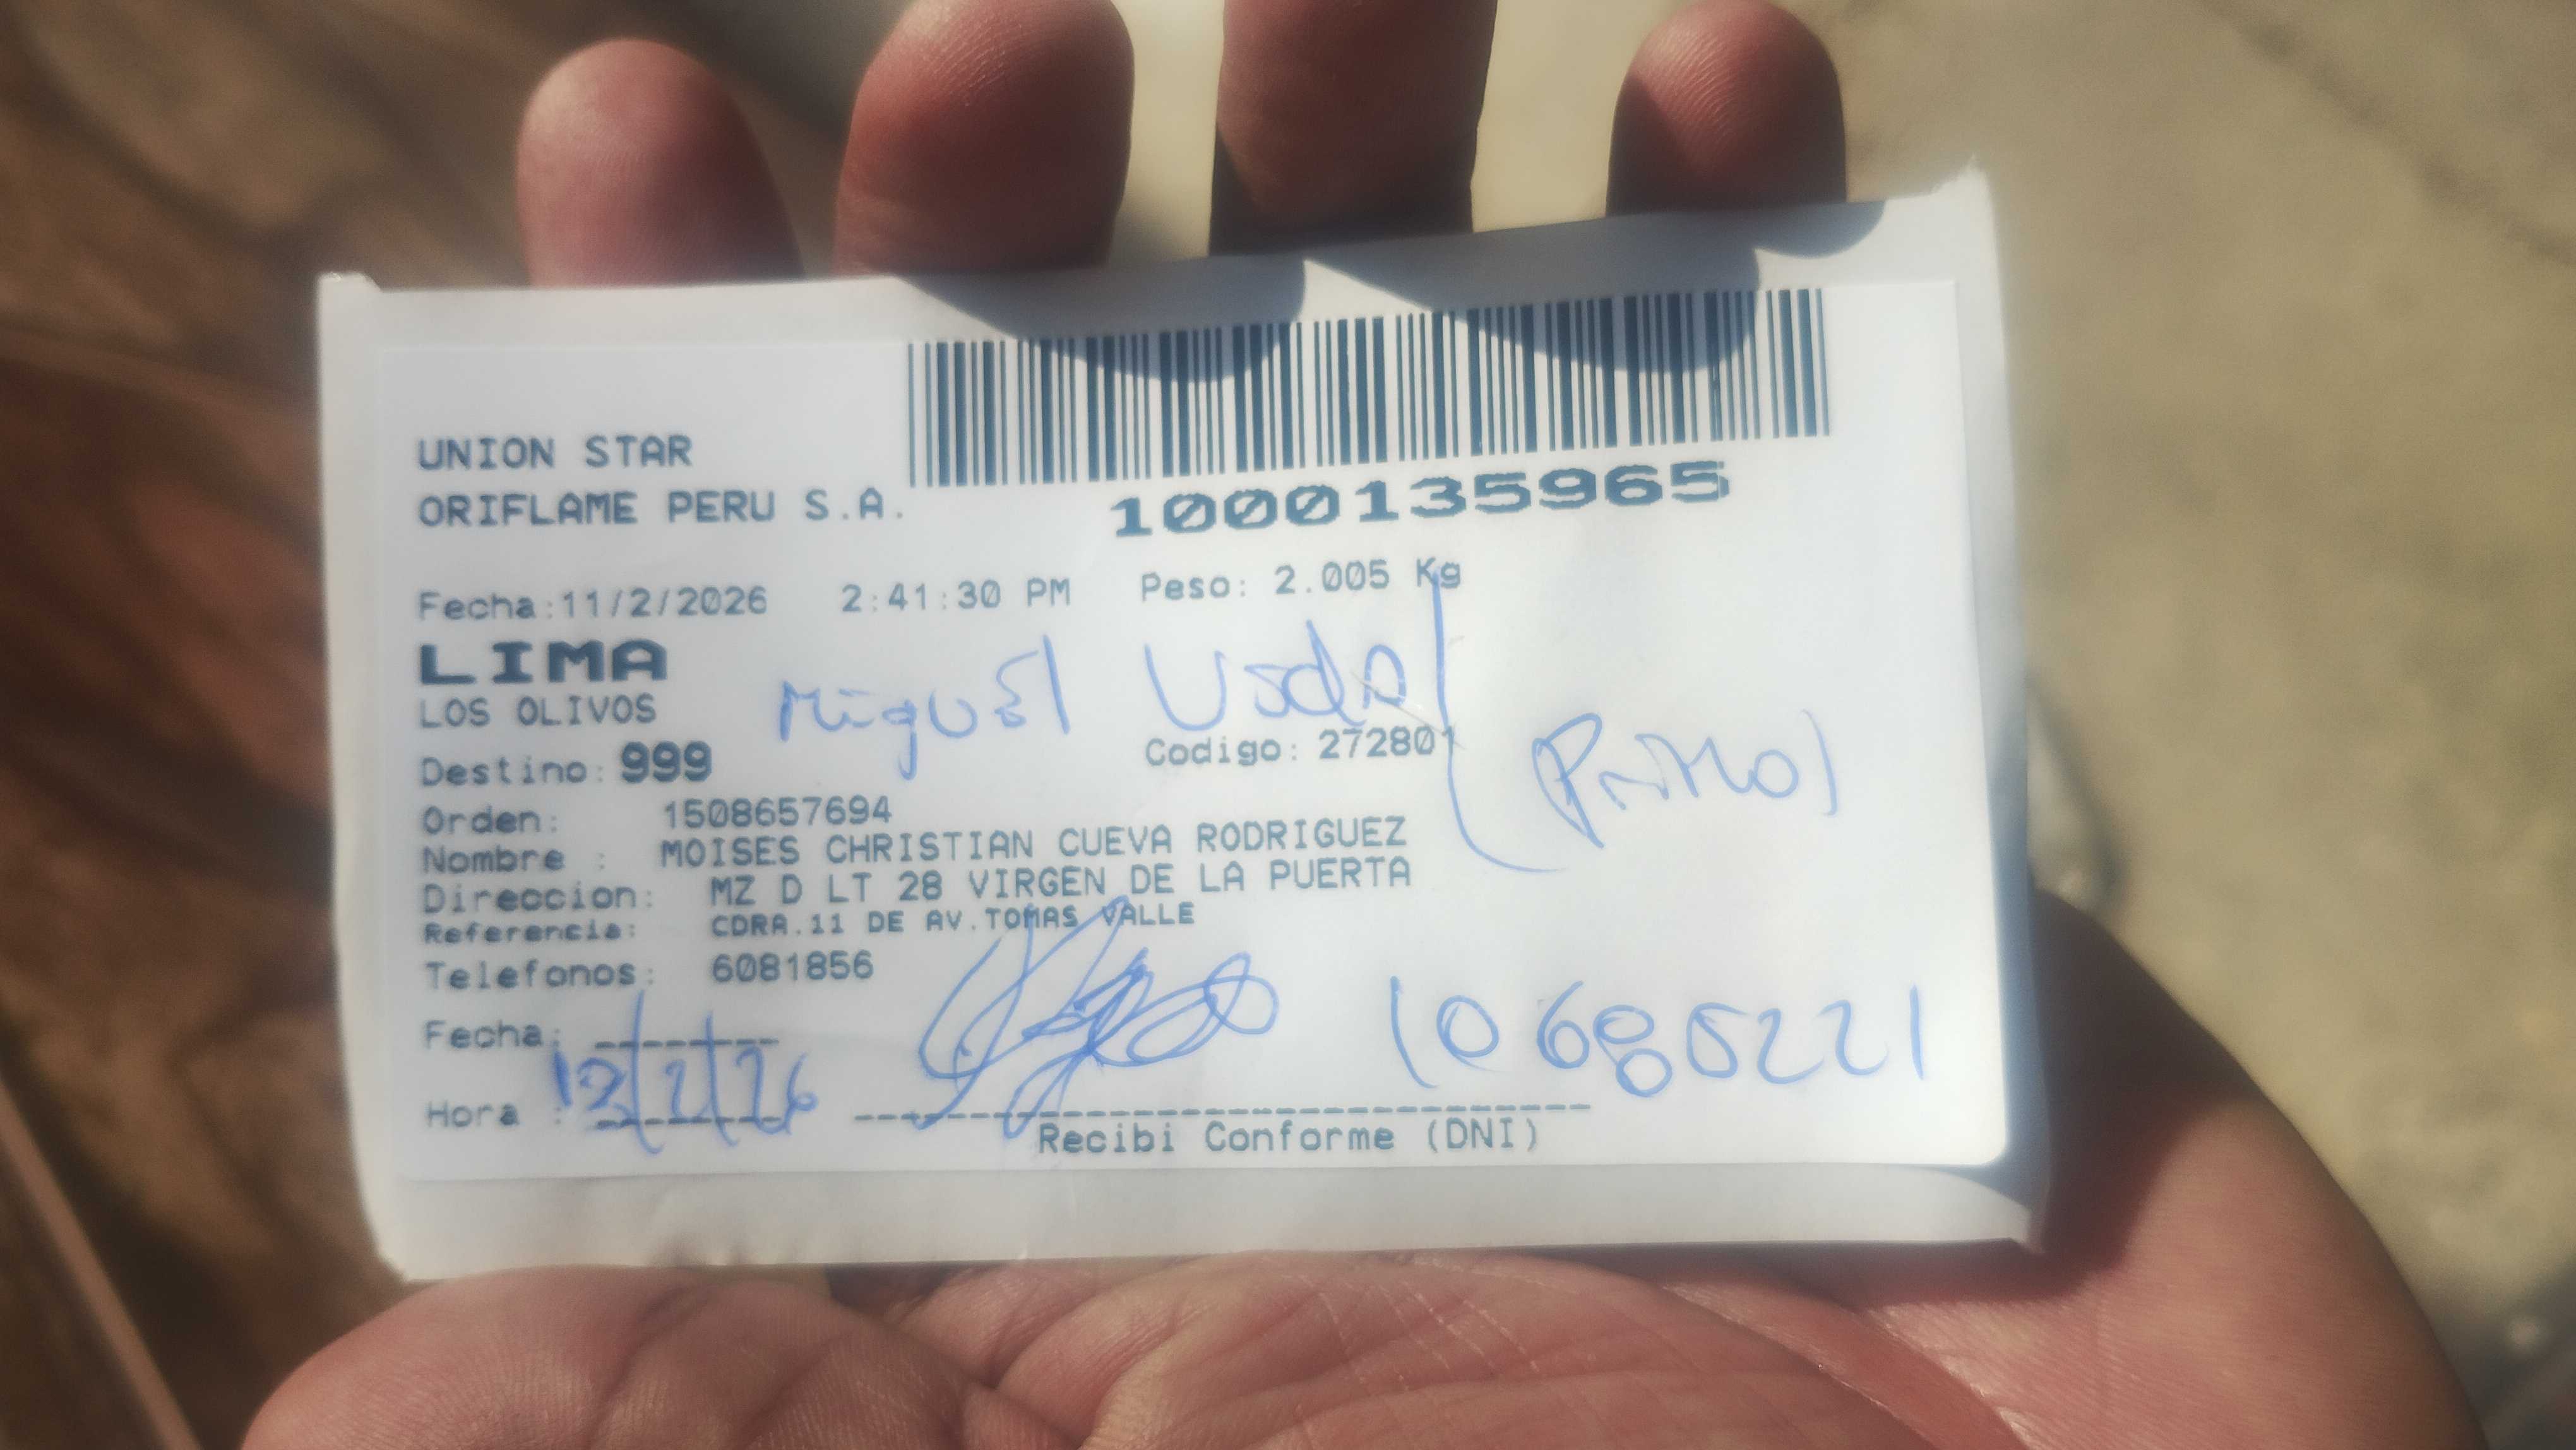 UNION STAR
ORIFLAME PERU S.A.
1000135965
Fecha:11/2/2026 2:41:30 PM Peso: 2.005 Kg
LIMA
LOS OLIVOS
Miguel
Destino: 999
Codigo: 272801
(Primo)
Orden: 1508657694
Nombre : MOISES CHRISTIAN CUEVA RODRIGUEZ
Direccion: MZ D LT 28 VIRGEN DE LA PUERTA
Referencia: CDRA.11 DE AV.TOMAS VALLE
Telefonos: 6081856
Fecha: --------
12/2/26
10685221
Hora : --------
Recibi Conforme (DNI)